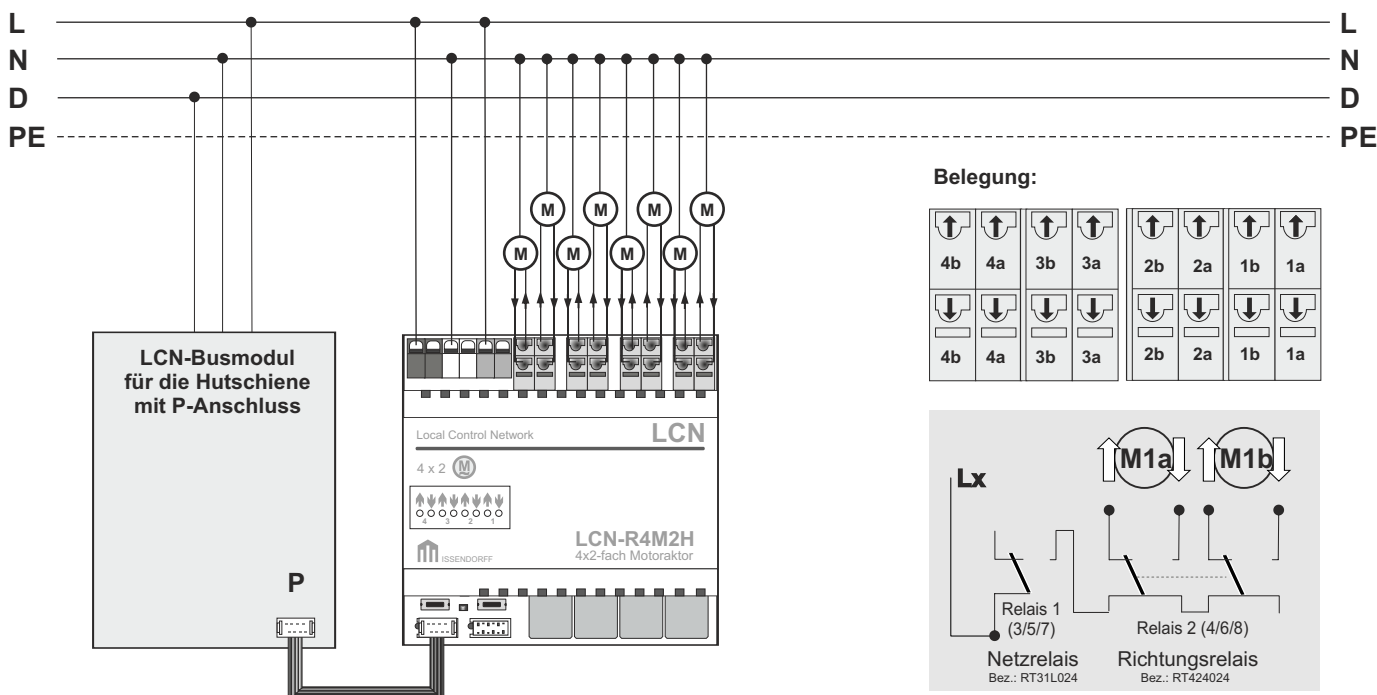 L
L
N
N
D
D
PE
PE
Belegung:
M M M M
M M M M
4b 4a 3b 3a 2b 2a 1b 1a
4b 4a 3b 3a 2b 2a 1b 1a
LCN-Busmodul
für die Hutschiene
mit P-Anschluss
P
Local Control Network
LCN
4 x 2 M
4 3 2 1
LCN-R4M2H
4x2-fach Motoraktor
ISSENDORFF
M1a M1b
Lx
Relais 1
(3/5/7)
Relais 2 (4/6/8)
Netzrelais
Bez.: RT31L024
Richtungsrelais
Bez.: RT424024